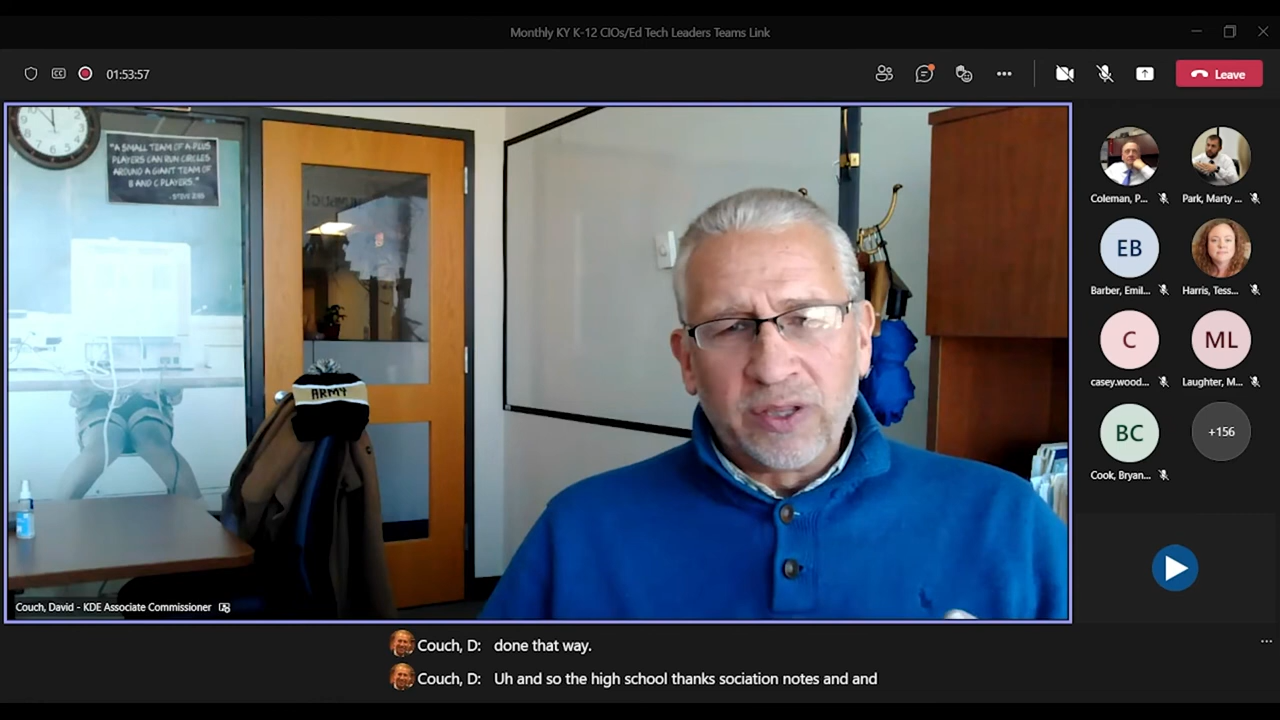 Monthly KY K-12 CIOs/Ed Tech Leaders Teams Link
CC
01:53:57
Leave
"A SMALL TEAM OF A-PLUS
PLAYERS CAN RUN CIRCLES
AROUND A GIANT TEAM OF
B AND C PLAYERS."
ARMY
Couch, David - KDE Associate Commissioner
Coleman, P...
Park, Marty ...
EB
Barber, Emil...
Harris, Tess...
C
casey.wood...
ML
Laughter, M...
BC
Cook, Bryan...
+156
Couch, D: done that way.
Couch, D: Uh and so the high school thanks sociation notes and and